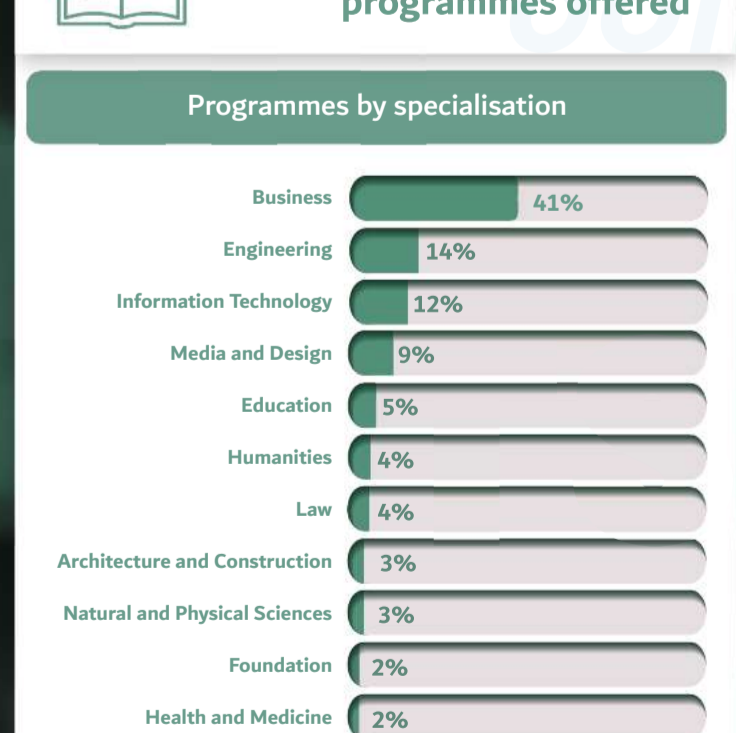 programmes offered
Programmes by specialisation
Business 41%
Engineering 14%
Information Technology 12%
Media and Design 9%
Education 5%
Humanities 4%
Law 4%
Architecture and Construction 3%
Natural and Physical Sciences 3%
Foundation 2%
Health and Medicine 2%